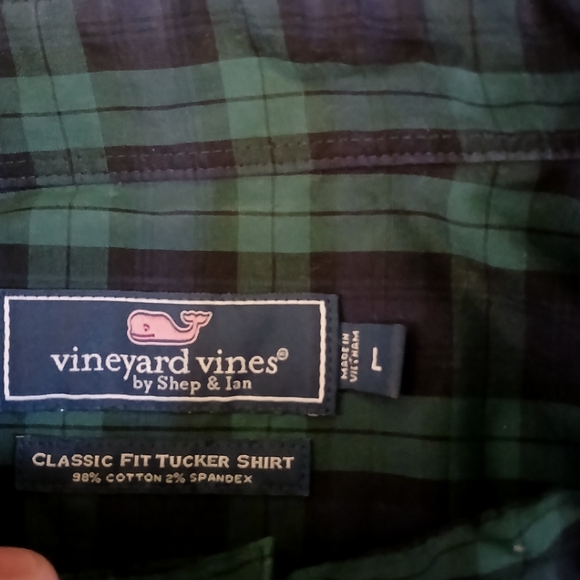 vineyard vines®
by Shep & Ian
MADE IN
VIETNAM
L
CLASSIC FIT TUCKER SHIRT
98% COTTON 2% SPANDEX